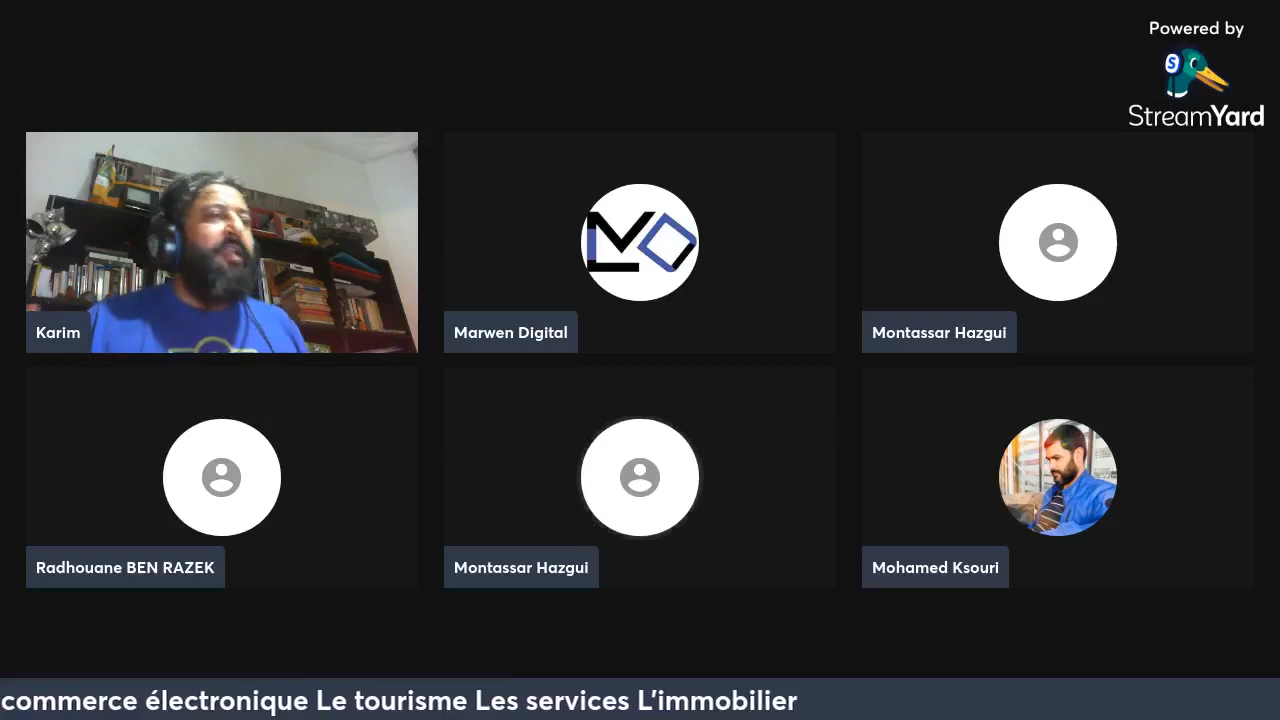 Powered by
StreamYard
Karim
Marwen Digital
Montassar Hazgui
Radhouane BEN RAZEK
Montassar Hazgui
Mohamed Ksouri
commerce électronique Le tourisme Les services L'immobilier